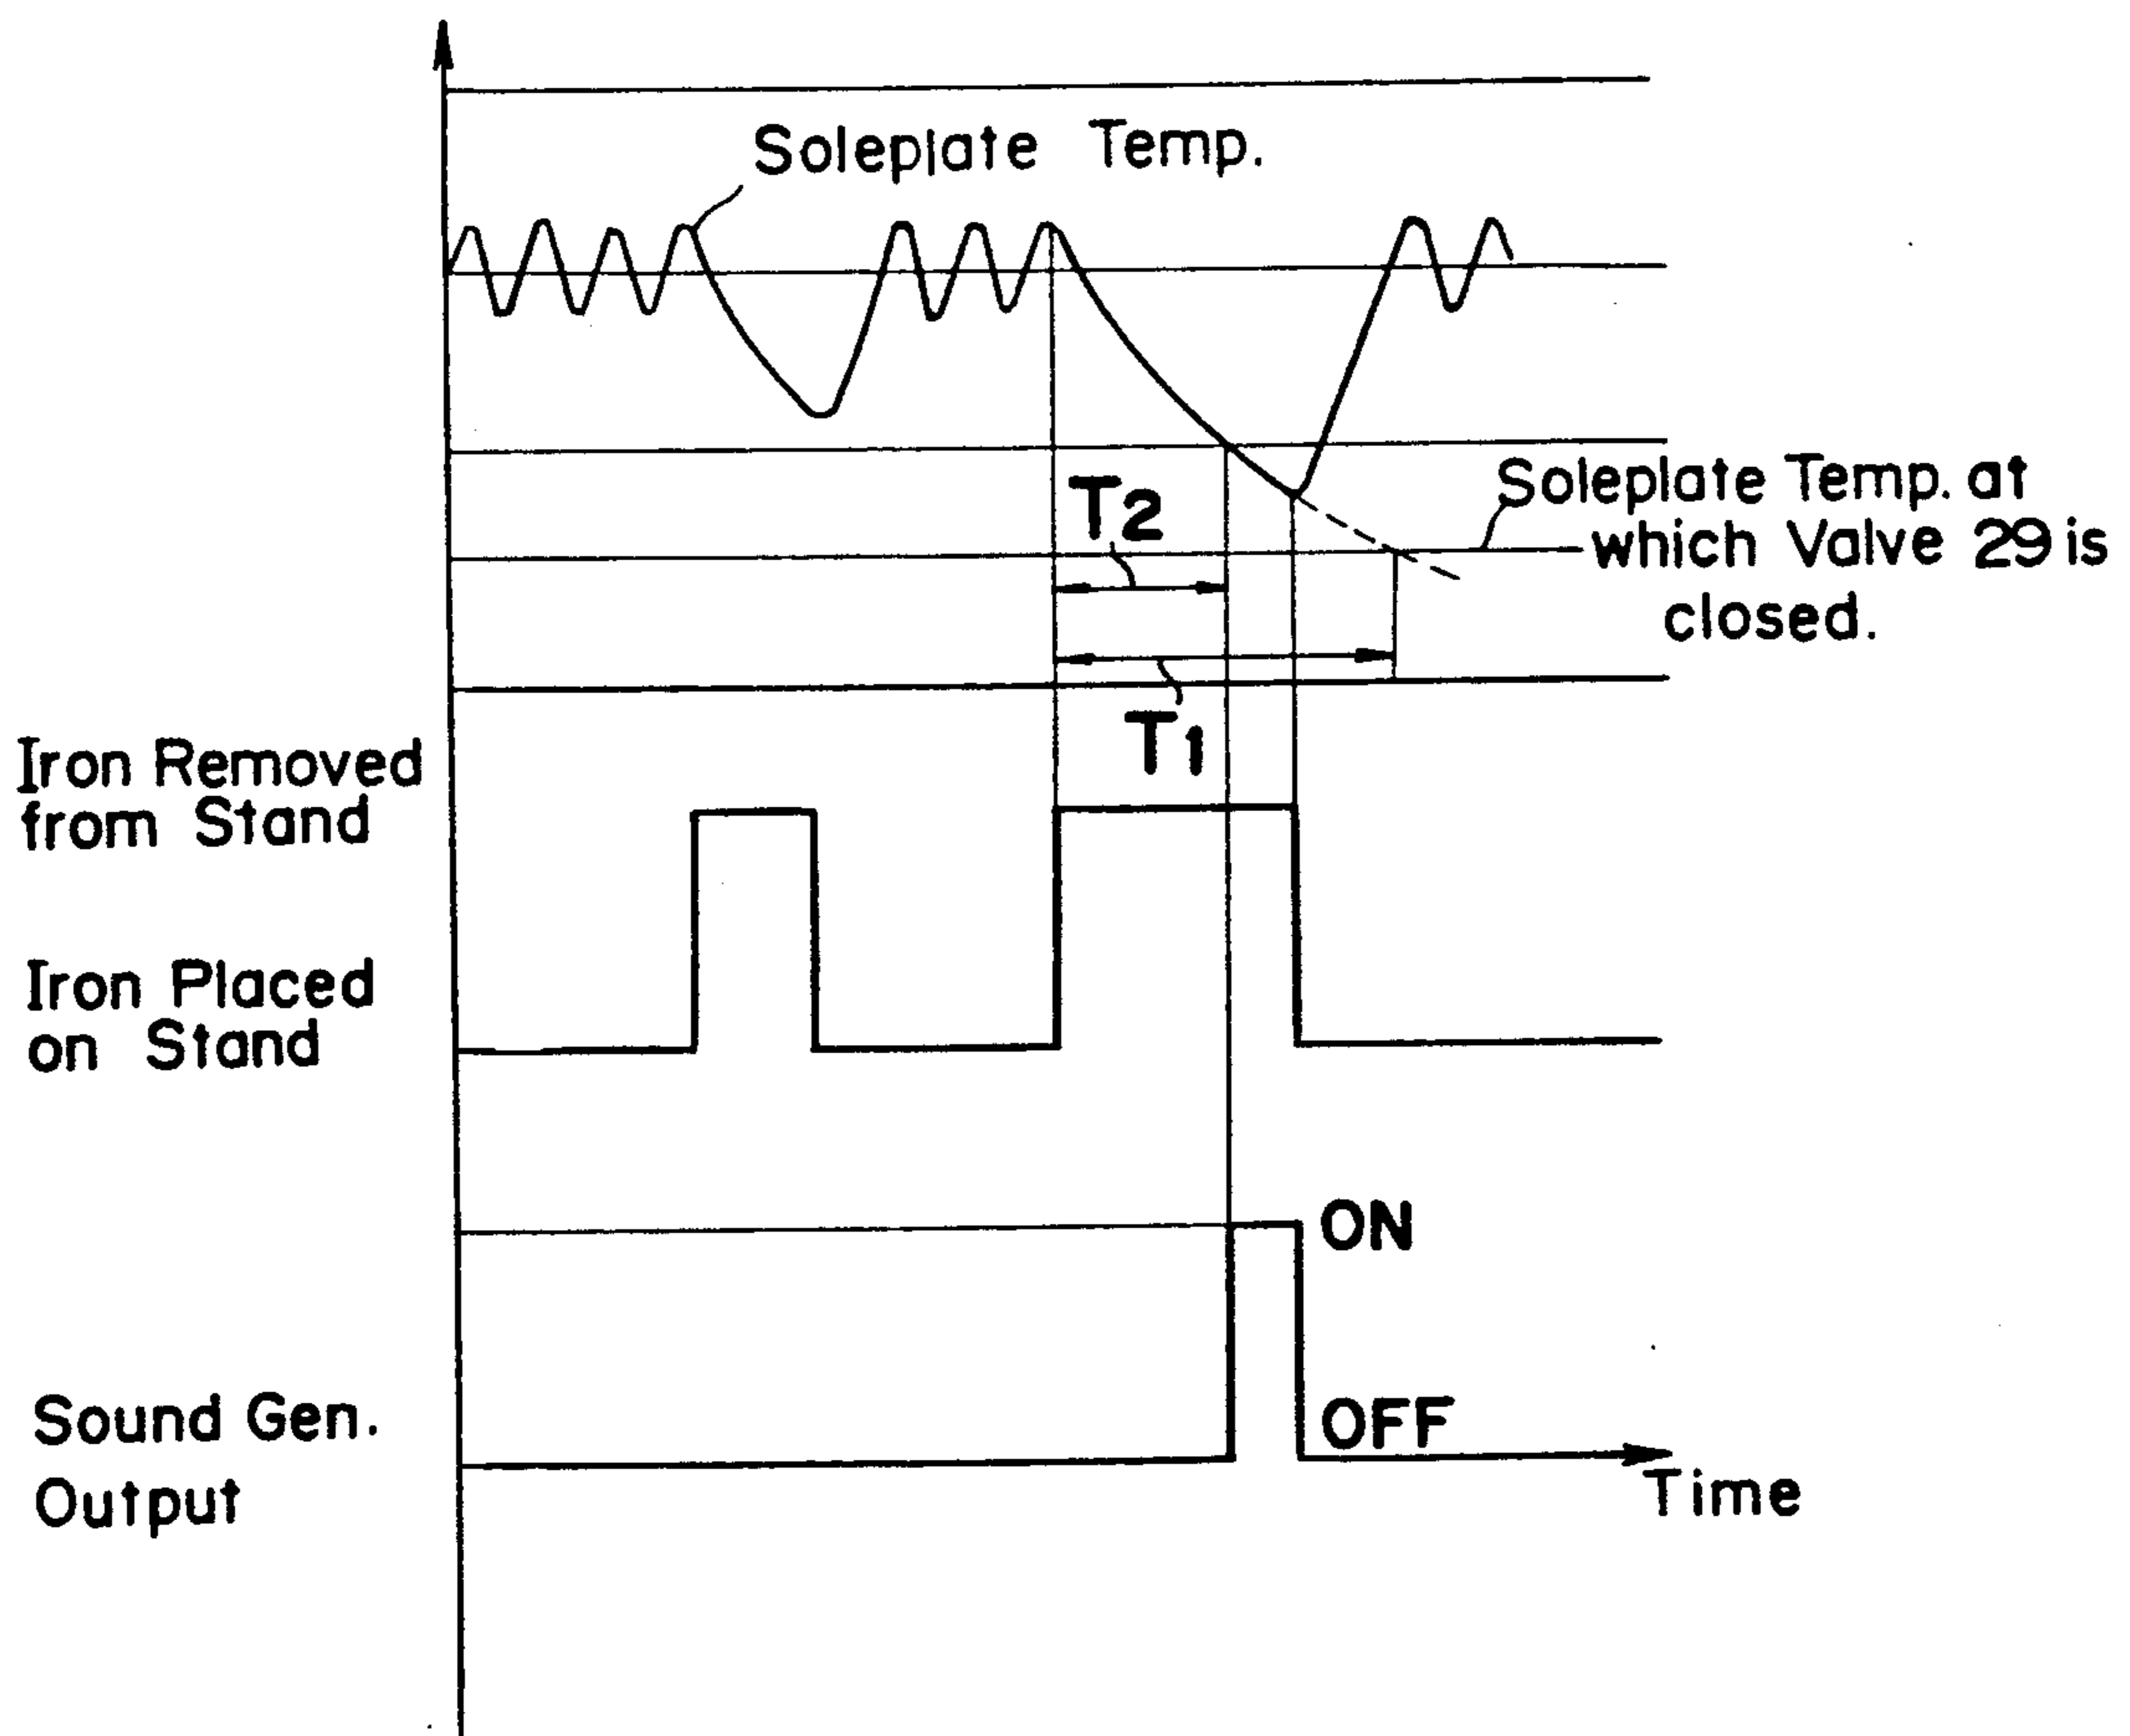 Soleplate Temp.
Soleplate Temp. at
which Valve 29 is
closed.
T2
T1
Iron Removed
from Stand
Iron Placed
on Stand
ON
OFF
Sound Gen.
Output
Time